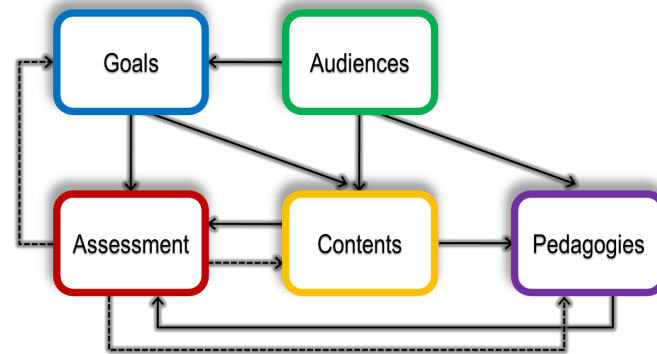 Goals
Audiences
Assessment
Contents
Pedagogies